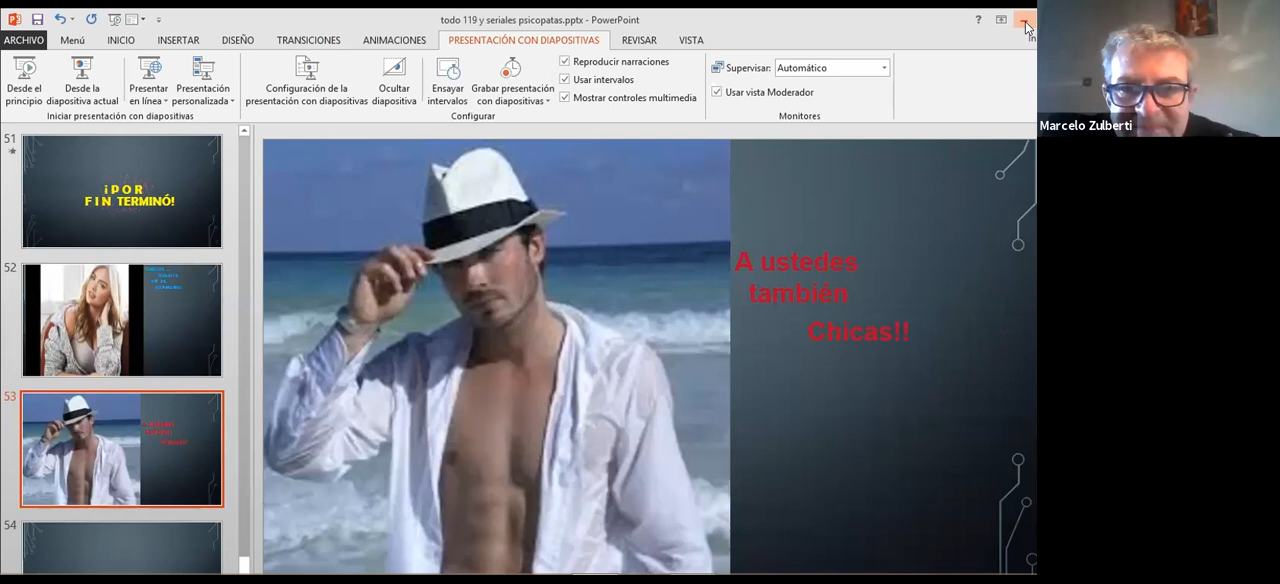 todo 119 y seriales psicopatas.pptx - PowerPoint
?
ARCHIVO Menú INICIO INSERTAR DISEÑO TRANSICIONES ANIMACIONES PRESENTACIÓN CON DIAPOSITIVAS REVISAR VISTA
In
Desde el principio
Desde la diapositiva actual
Presentar en línea
Presentación personalizada
Iniciar presentación con diapositivas
Configuración de la presentación con diapositivas
Ocultar diapositiva
Ensayar intervalos
Grabar presentación con diapositivas
Reproducir narraciones
Usar intervalos
Mostrar controles multimedia
Configurar
Supervisar: Automático
Usar vista Moderador
Monitores
Marcelo Zulberti
51
¡POR
FIN TERMINÓ!
52
53
54
A ustedes
también
Chicas!!